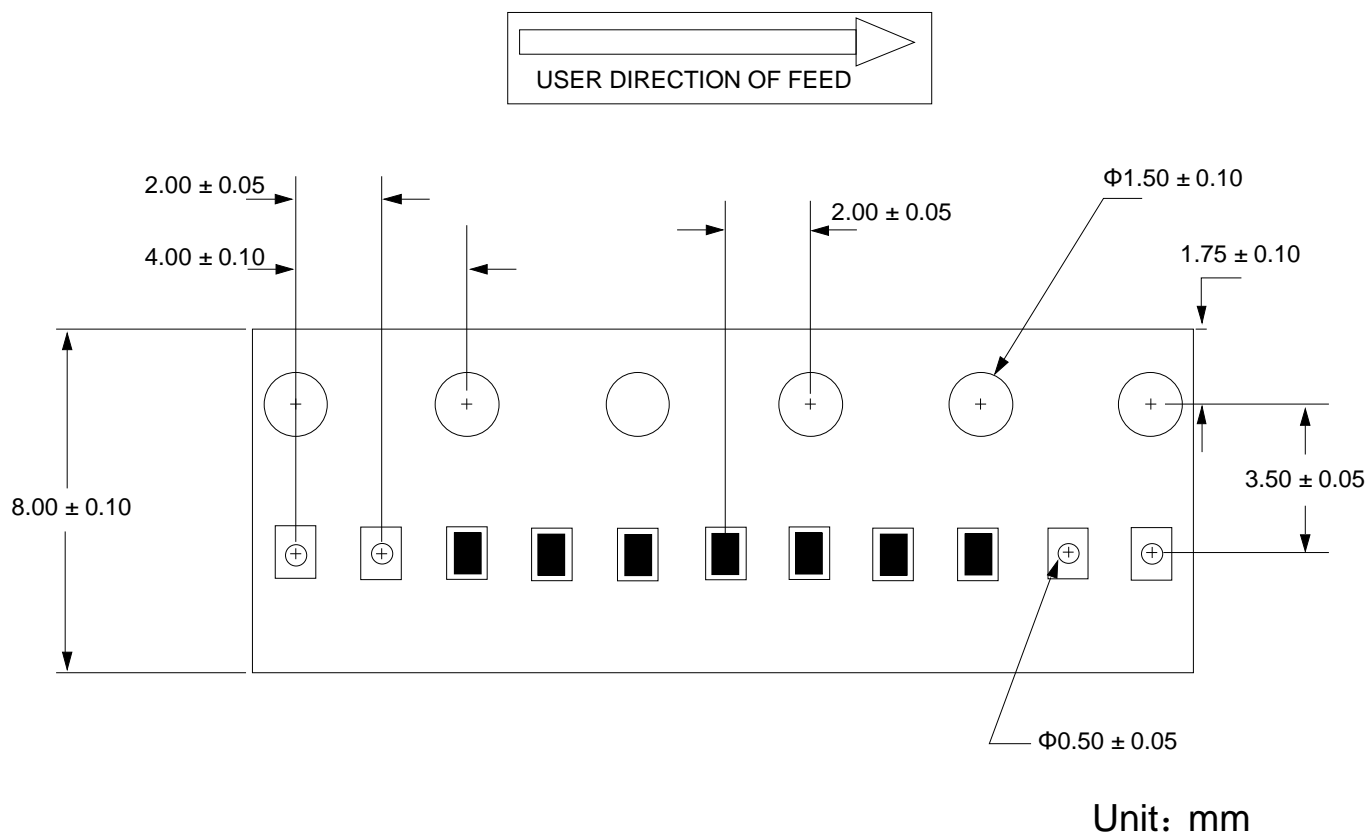 USER DIRECTION OF FEED
2.00 ± 0.05
Φ1.50 ± 0.10
2.00 ± 0.05
4.00 ± 0.10
1.75 ± 0.10
3.50 ± 0.05
8.00 ± 0.10
Φ0.50 ± 0.05
Unit：mm